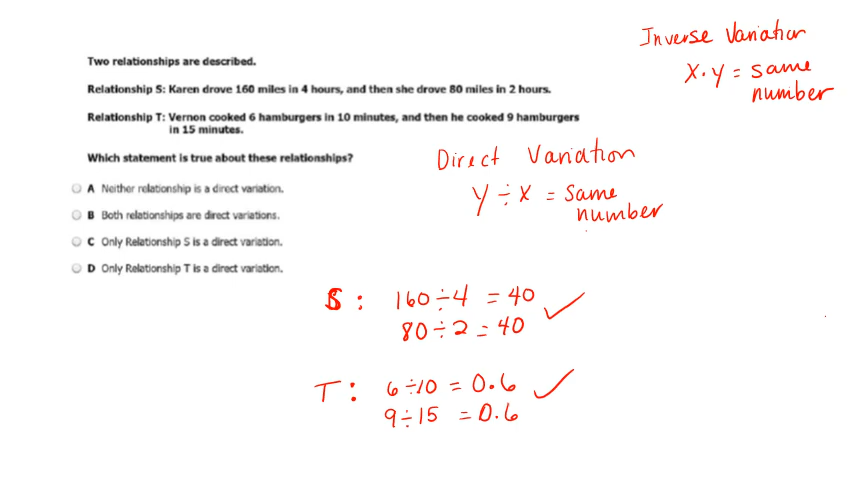 Inverse Variation
X · Y = same
number
Two relationships are described.
Relationship S: Karen drove 160 miles in 4 hours, and then she drove 80 miles in 2 hours.
Relationship T: Vernon cooked 6 hamburgers in 10 minutes, and then he cooked 9 hamburgers
in 15 minutes.
Which statement is true about these relationships?
Direct Variation
Y ÷ X = same
number
A Neither relationship is a direct variation.
B Both relationships are direct variations.
C Only Relationship S is a direct variation.
D Only Relationship T is a direct variation.
S: 160 ÷ 4 = 40 ✓
80 ÷ 2 = 40
T: 6 ÷ 10 = 0.6 ✓
9 ÷ 15 = 0.6